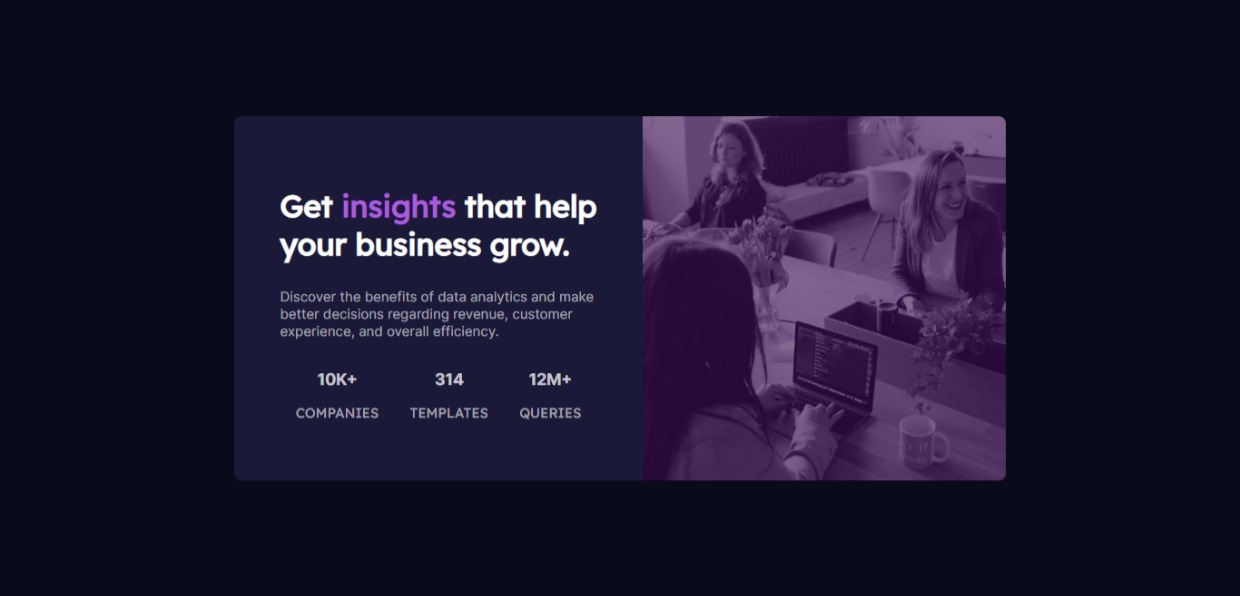 Get insights that help
your business grow.
Discover the benefits of data analytics and make
better decisions regarding revenue, customer
experience, and overall efficiency.
10K+ 314 12M+
COMPANIES TEMPLATES QUERIES